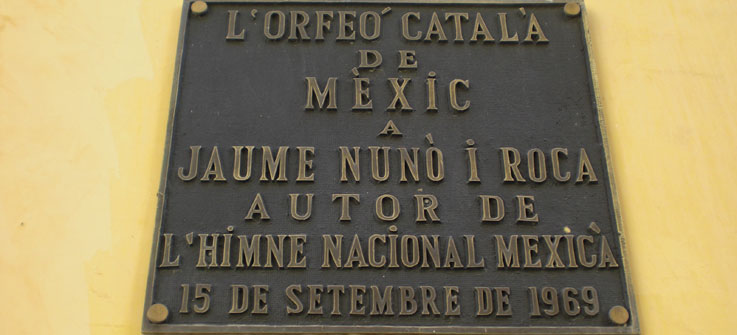 L'ORFEÓ CATALÀ
DE
MÈXIC
A
JAUME NUNÒ i ROCA
AUTOR DE
L'HIMNE NACIONAL MEXICÀ
15 DE SETEMBRE DE 1969